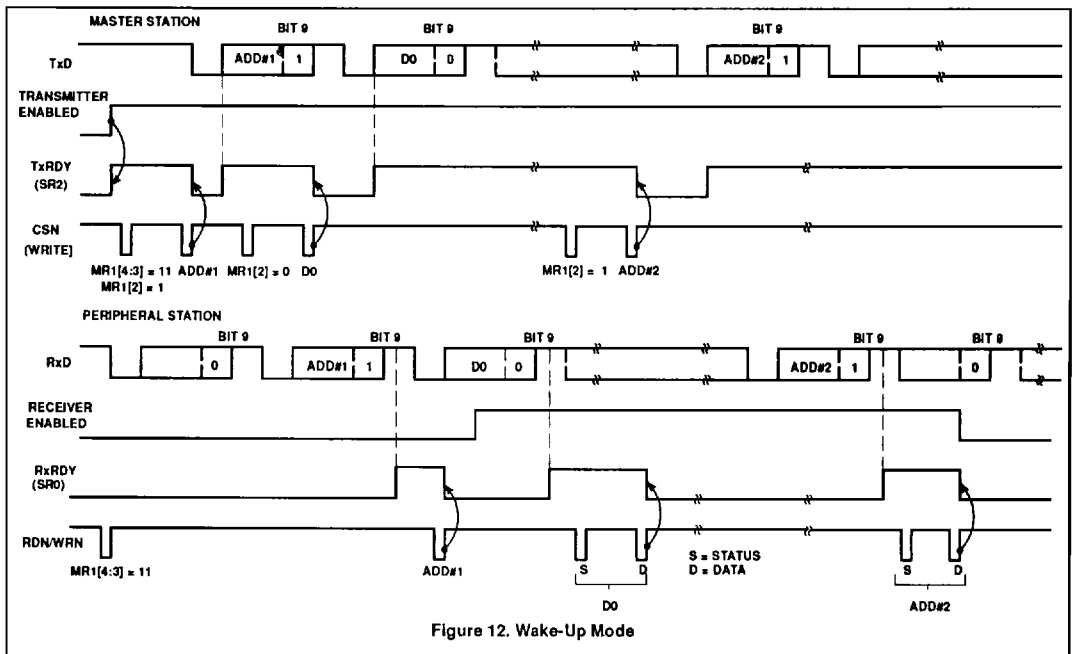 MASTER STATION
BIT 9 BIT 9 BIT 9
TxD ADD#1 1 D0 0 ADD#2 1
TRANSMITTER
ENABLED
TxRDY
(SR2)
CSN
(WRITE]
MR1[4:3] = 11 ADD#1 MR1[2] = 0 D0 MR1[2] = 1 ADD#2
MR1[2] = 1
PERIPHERAL STATION
BIT 9 BIT 9 BIT 9 BIT 9 BIT 9
RxD 0 ADD#1 1 D0 0 ADD#2 1 0
RECEIVER
ENABLED
RxRDY
(SR0)
RDN/WRN
MR1[4:3] = 11 ADD#1 S D S = STATUS S D
D = DATA
D0 ADD#2
Figure 12. Wake-Up Mode